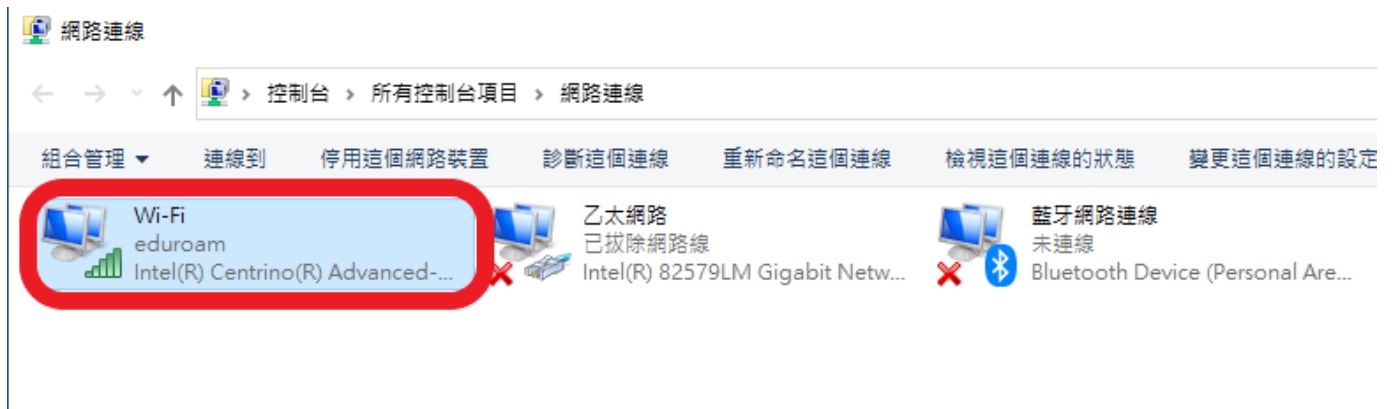 網路連線
控制台 › 所有控制台項目 › 網路連線
組合管理 連線到 停用這個網路裝置 診斷這個連線 重新命名這個連線 檢視這個連線的狀態 變更這個連線的設定
Wi-Fi
eduroam
Intel(R) Centrino(R) Advanced-...
乙太網路
已拔除網路線
Intel(R) 82579LM Gigabit Netw...
藍牙網路連線
未連線
Bluetooth Device (Personal Are...